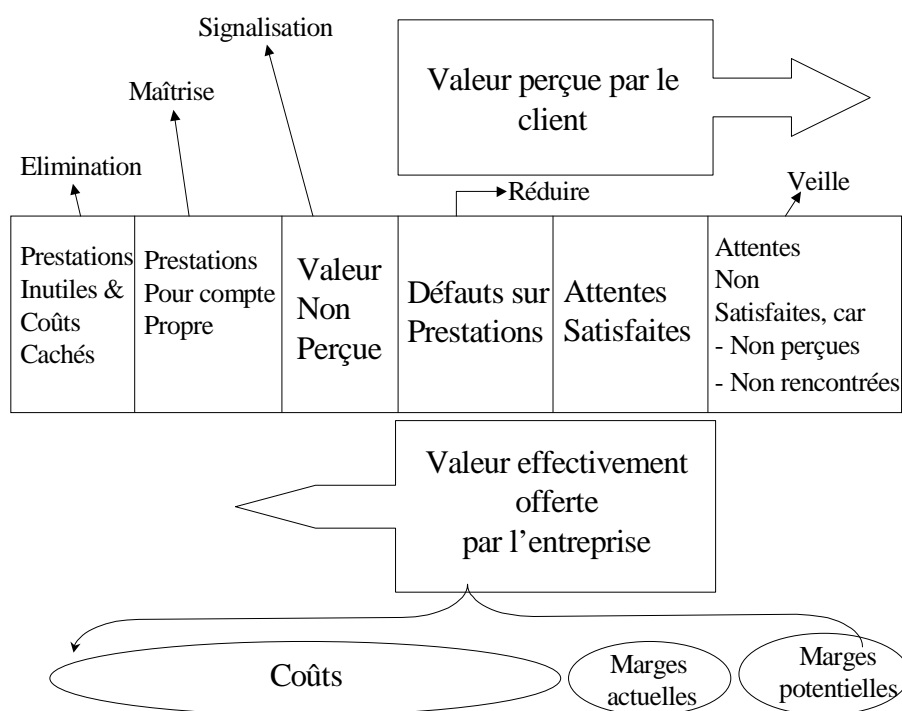 Signalisation
Valeur perçue par le
client
Maîtrise
Elimination
Réduire
Veille
Prestations
Inutiles &
Coûts
Cachés
Prestations
Pour compte
Propre
Valeur
Non
Perçue
Défauts sur
Prestations
Attentes
Satisfaites
Attentes
Non
Satisfaites, car
- Non perçues
- Non rencontrées
Valeur effectivement
offerte
par l’entreprise
Coûts
Marges
actuelles
Marges
potentielles